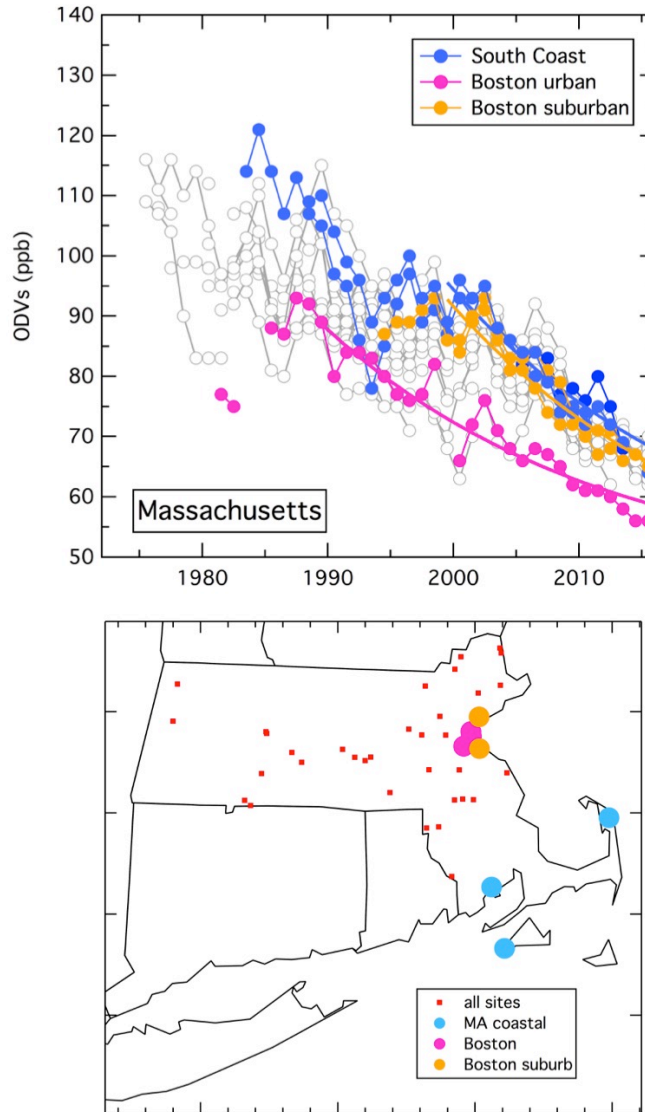 140
130
120
110
100
90
80
70
60
50
ODVs (ppb)
South Coast
Boston urban
Boston suburban
Massachusetts
1980
1990
2000
2010
all sites
MA coastal
Boston
Boston suburb